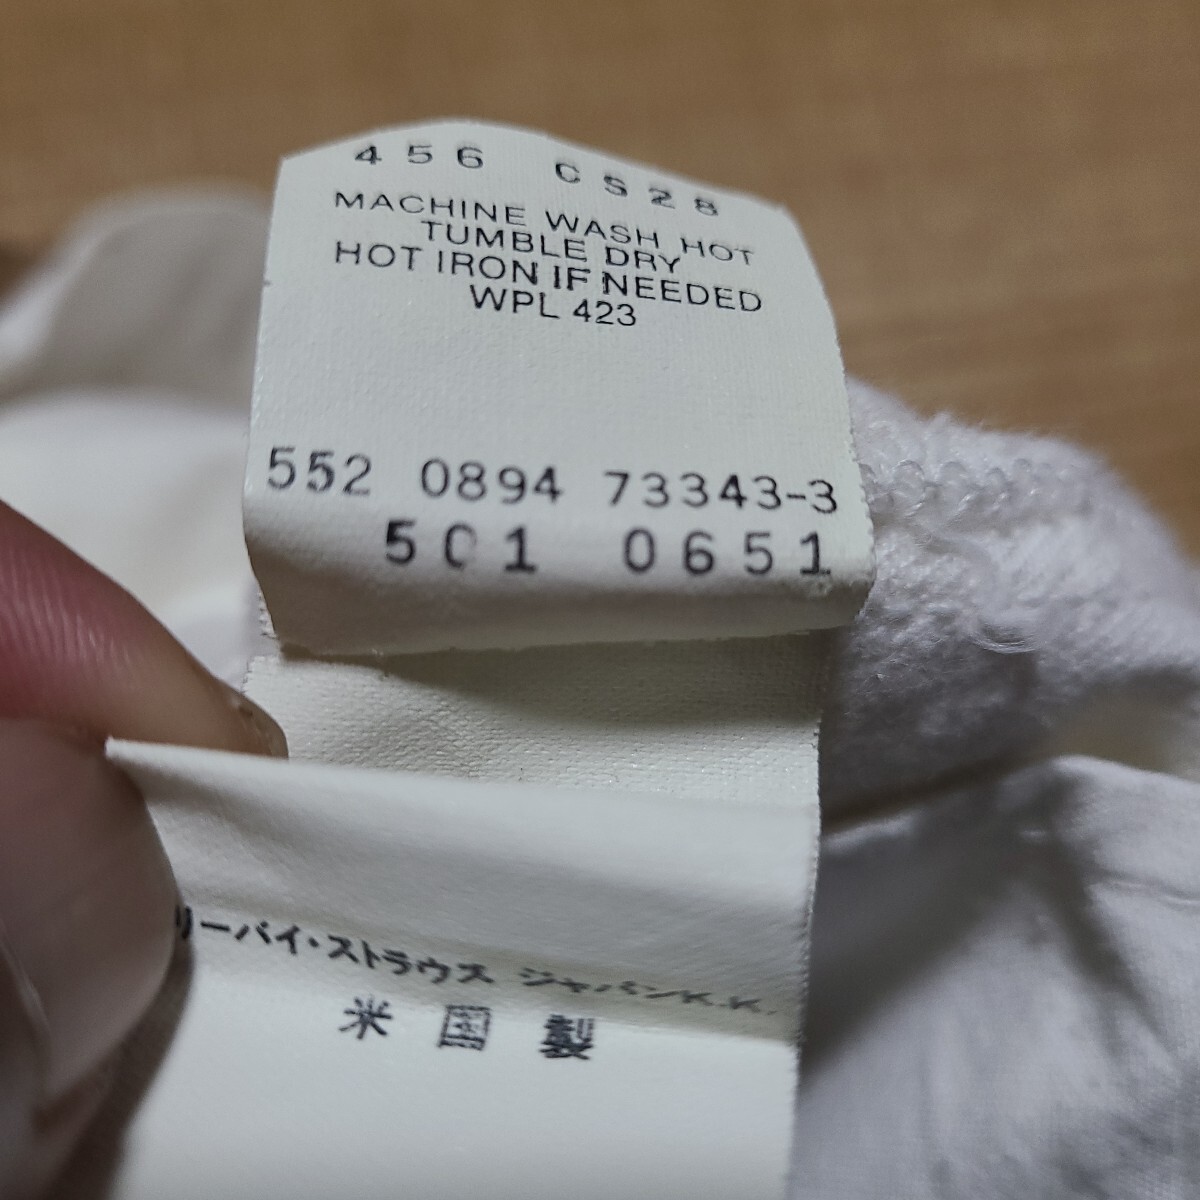 456 CS28
MACHINE WASH HOT
TUMBLE DRY
HOT IRON IF NEEDED
WPL 423
552 0894 73343-3
501 0651
リーバイ・ストラウス ジャパンK.K.
米国製